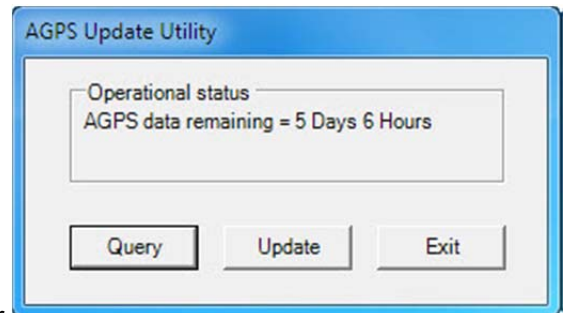 AGPS Update Utility
Operational status
AGPS data remaining = 5 Days 6 Hours
Query Update Exit